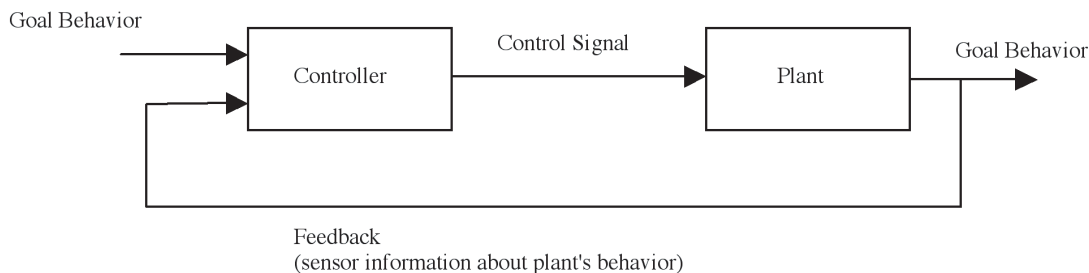 Goal Behavior
Controller
Control Signal
Plant
Goal Behavior
Feedback
(sensor information about plant's behavior)